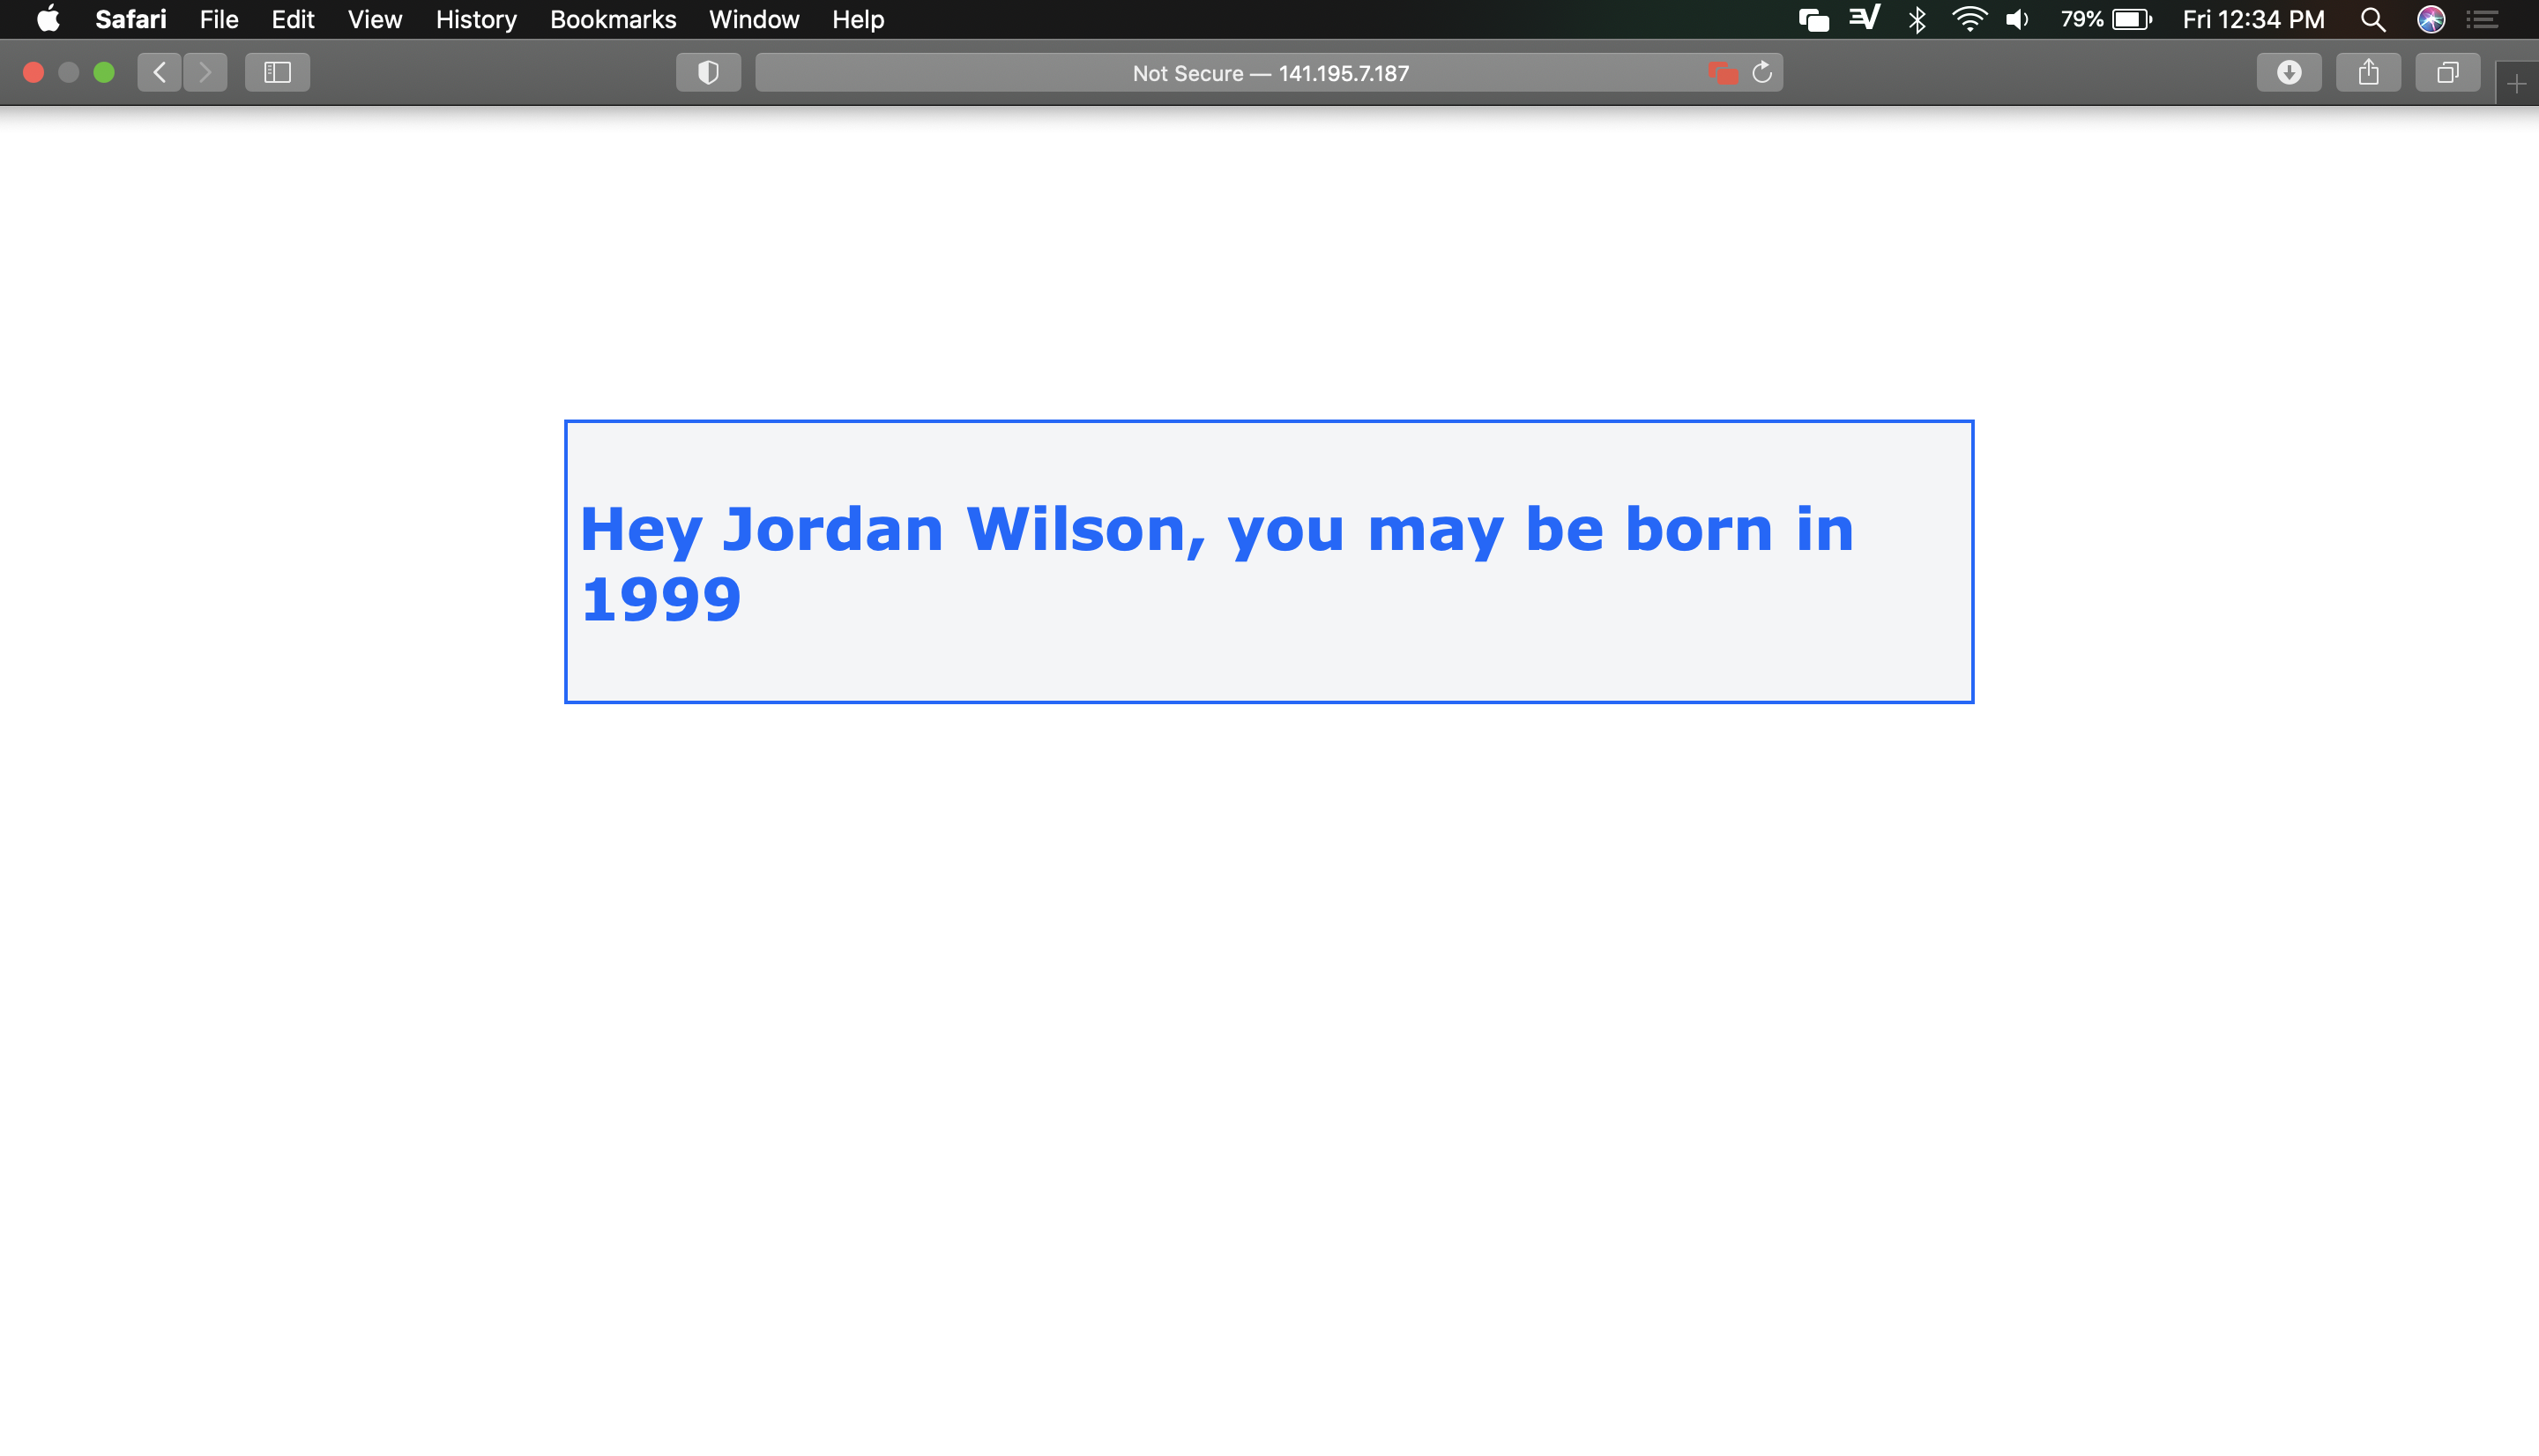 Safari File Edit View History Bookmarks Window Help 79% Fri 12:34 PM
Not Secure — 141.195.7.187
Hey Jordan Wilson, you may be born in
1999